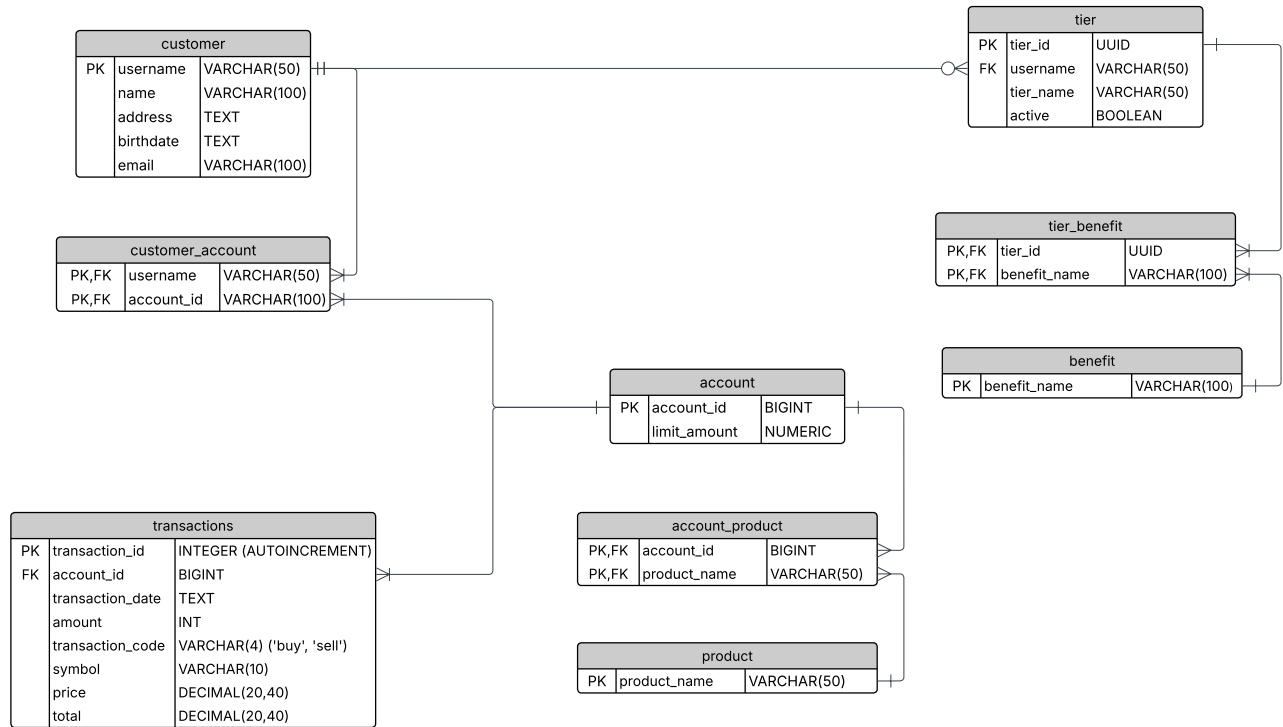 customer
PK username VARCHAR(50)
name VARCHAR(100)
address TEXT
birthdate TEXT
email VARCHAR(100)
tier
PK tier_id UUID
FK username VARCHAR(50)
tier_name VARCHAR(50)
active BOOLEAN
customer_account
PK,FK username VARCHAR(50)
PK,FK account_id VARCHAR(100)
tier_benefit
PK,FK tier_id UUID
PK,FK benefit_name VARCHAR(100)
benefit
PK benefit_name VARCHAR(100)
account
PK account_id BIGINT
limit_amount NUMERIC
transactions
PK transaction_id INTEGER (AUTOINCREMENT)
FK account_id BIGINT
transaction_date TEXT
amount INT
transaction_code VARCHAR(4) ('buy', 'sell')
symbol VARCHAR(10)
price DECIMAL(20,40)
total DECIMAL(20,40)
account_product
PK,FK account_id BIGINT
PK,FK product_name VARCHAR(50)
product
PK product_name VARCHAR(50)